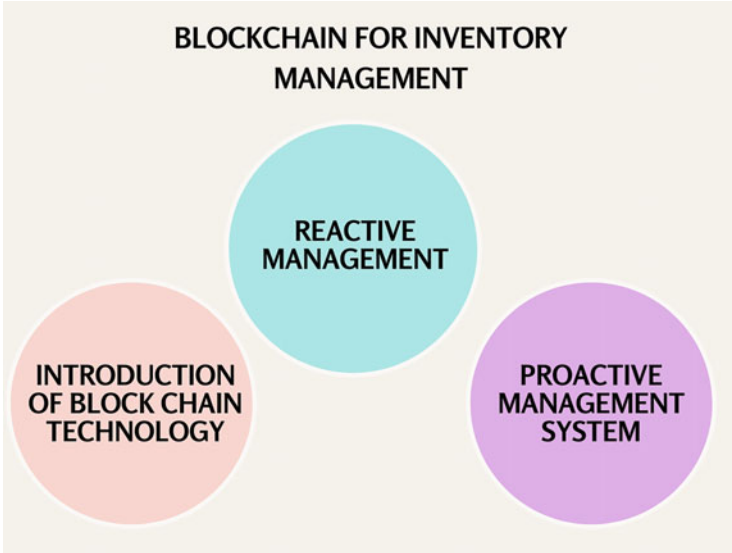 BLOCKCHAIN FOR INVENTORY
MANAGEMENT
REACTIVE
MANAGEMENT
INTRODUCTION
OF BLOCK CHAIN
TECHNOLOGY
PROACTIVE
MANAGEMENT
SYSTEM